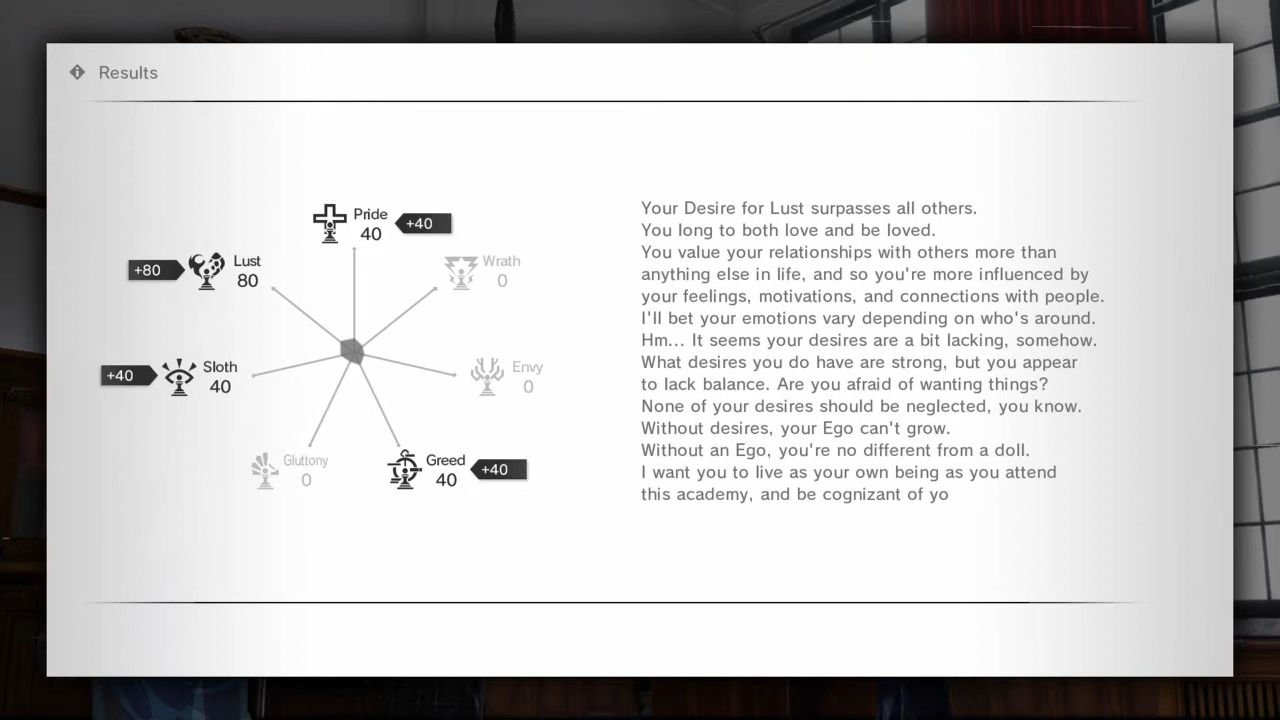 Results
Pride
40
+40
Wrath
0
Envy
0
Greed
40
+40
Gluttony
0
Sloth
40
+40
Lust
80
+80
Your Desire for Lust surpasses all others.
You long to both love and be loved.
You value your relationships with others more than
anything else in life, and so you're more influenced by
your feelings, motivations, and connections with people.
I'll bet your emotions vary depending on who's around.
Hm... It seems your desires are a bit lacking, somehow.
What desires you do have are strong, but you appear
to lack balance. Are you afraid of wanting things?
None of your desires should be neglected, you know.
Without desires, your Ego can't grow.
Without an Ego, you're no different from a doll.
I want you to live as your own being as you attend
this academy, and be cognizant of yo